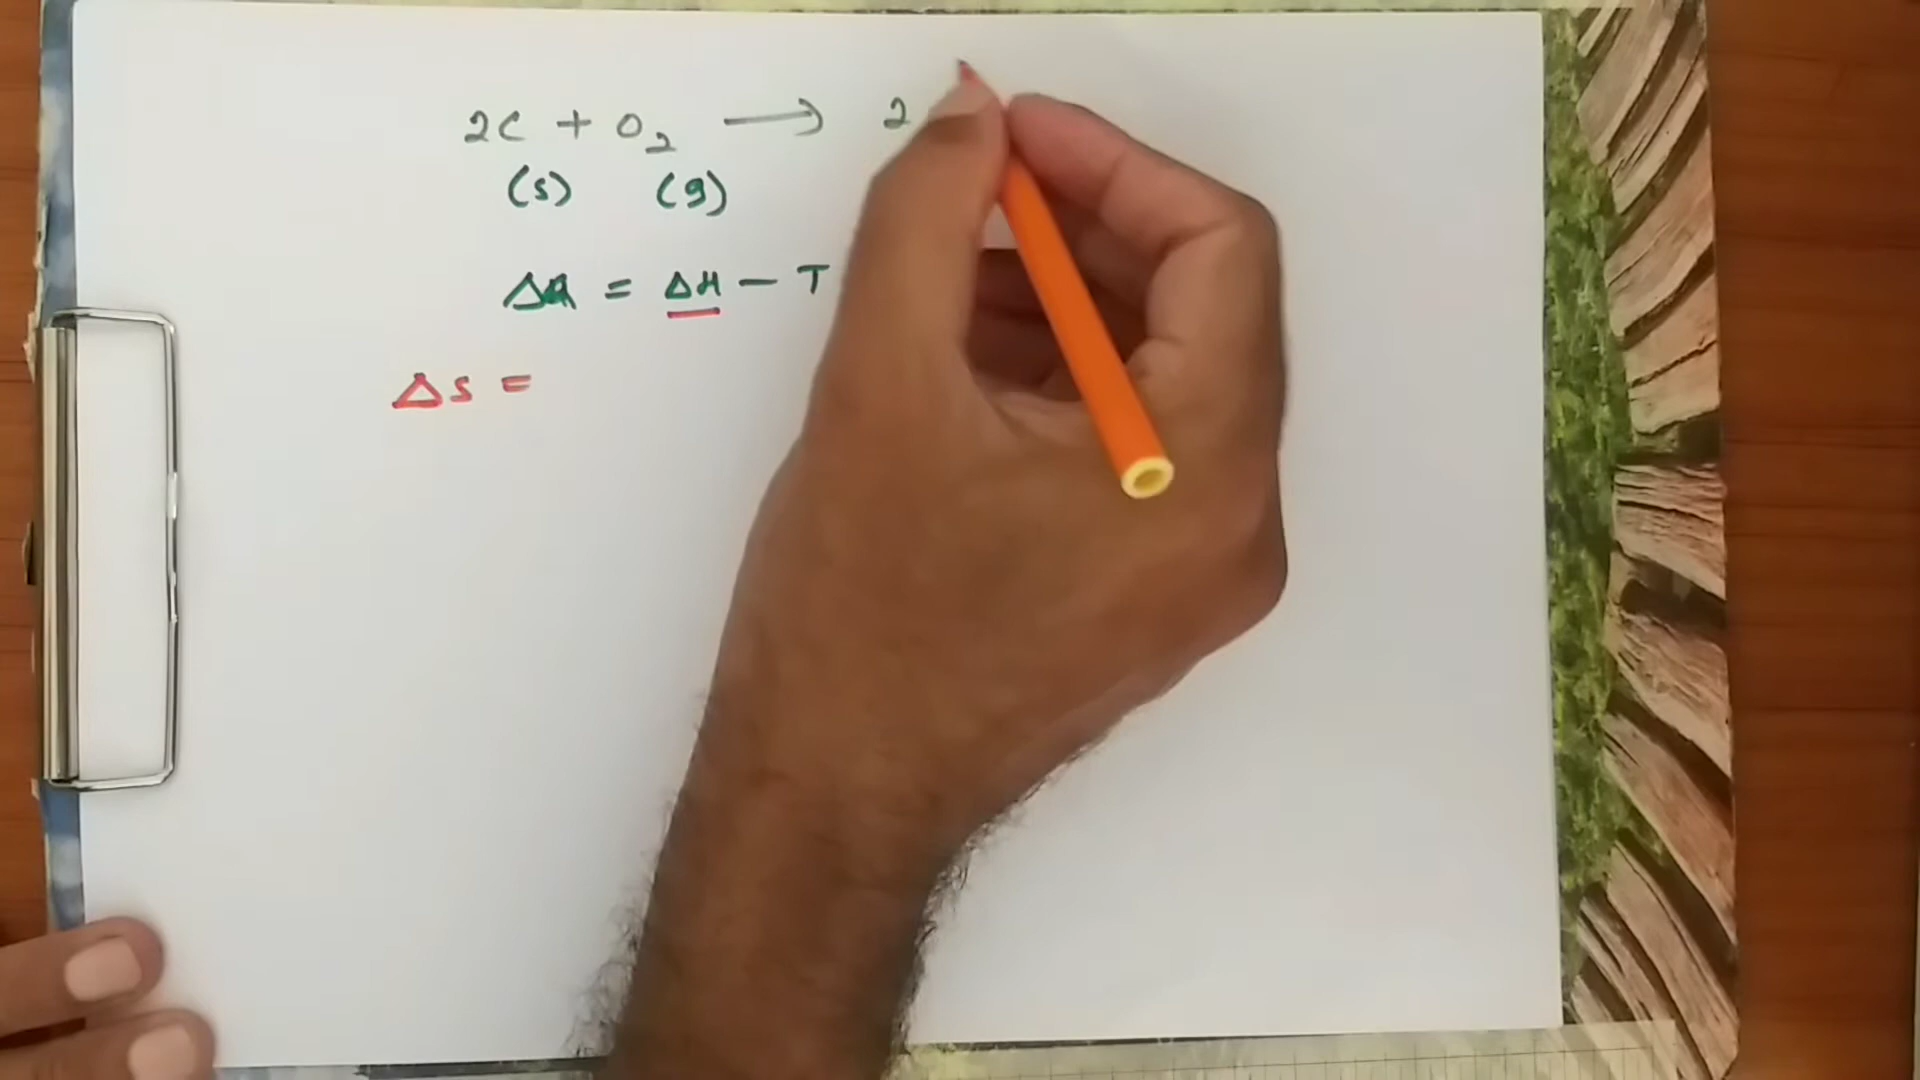 2C + O₂ ⟶ 2
(s) (g)
ΔG = ΔH − T
ΔS =